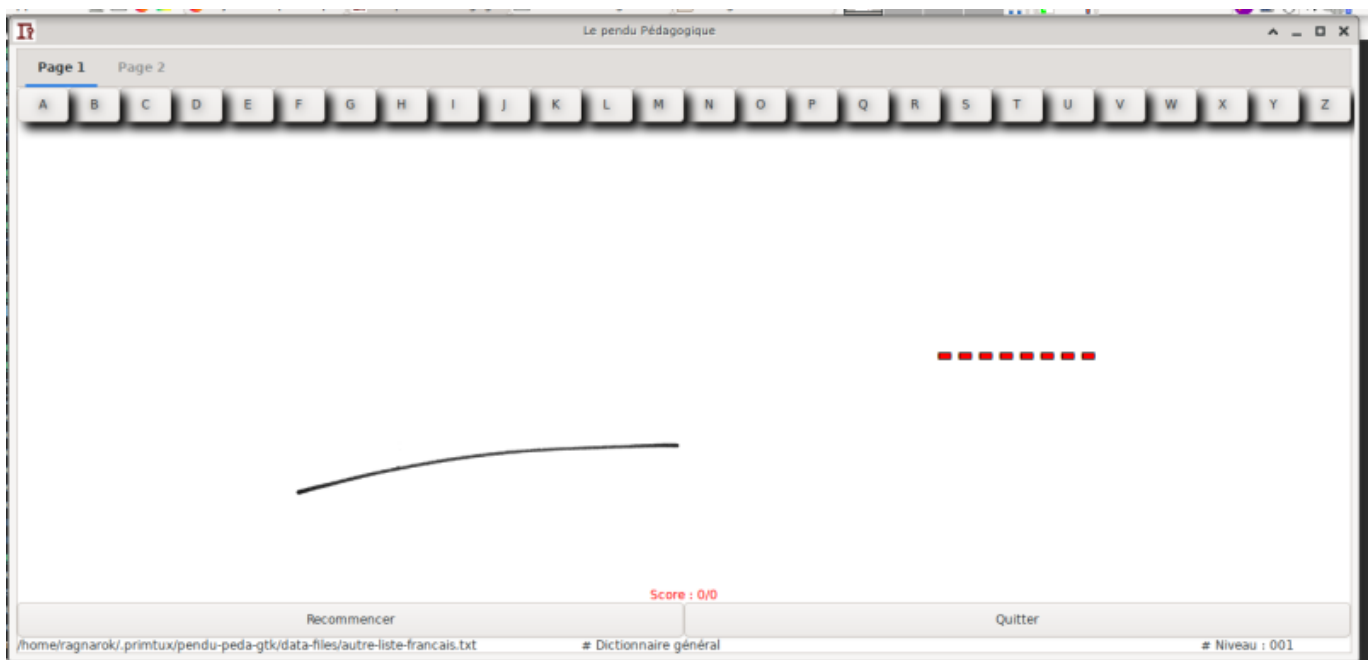 Le pendu Pédagogique
Page 1 Page 2
A B C D E F G H I J K L M N O P Q R S T U V W X Y Z
Score : 0/0
Recommencer Quitter
/home/ragnarok/.primtux/pendu-peda-gtk/data-files/autre-liste-francais.txt # Dictionnaire général # Niveau : 001